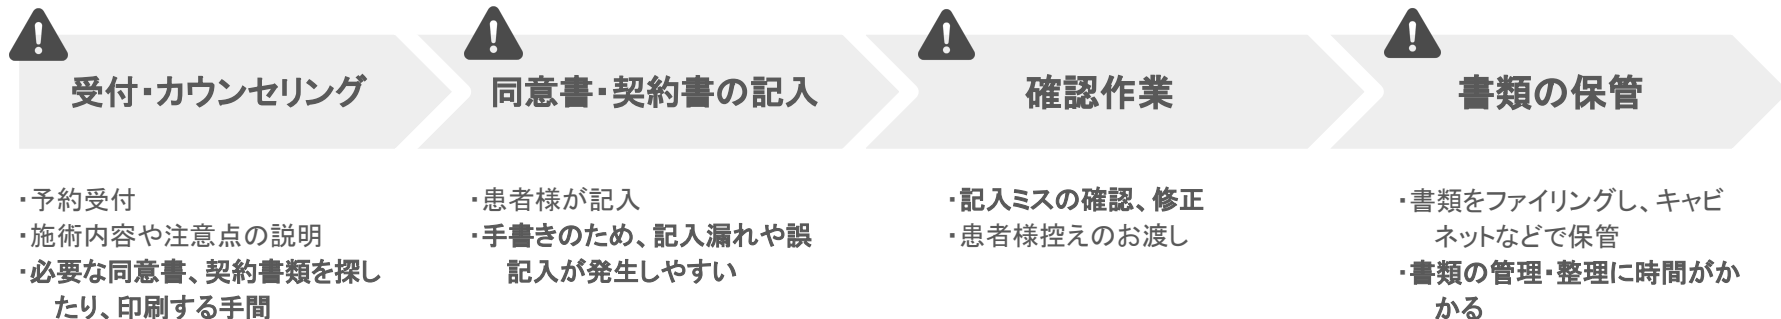 受付・カウンセリング
同意書・契約書の記入
確認作業
書類の保管
・予約受付
・施術内容や注意点の説明
・必要な同意書、契約書類を探し
たり、印刷する手間
・患者様が記入
・手書きのため、記入漏れや誤
記入が発生しやすい
・記入ミスの確認、修正
・患者様控えのお渡し
・書類をファイリングし、キャビ
ネットなどで保管
・書類の管理・整理に時間がか
かる